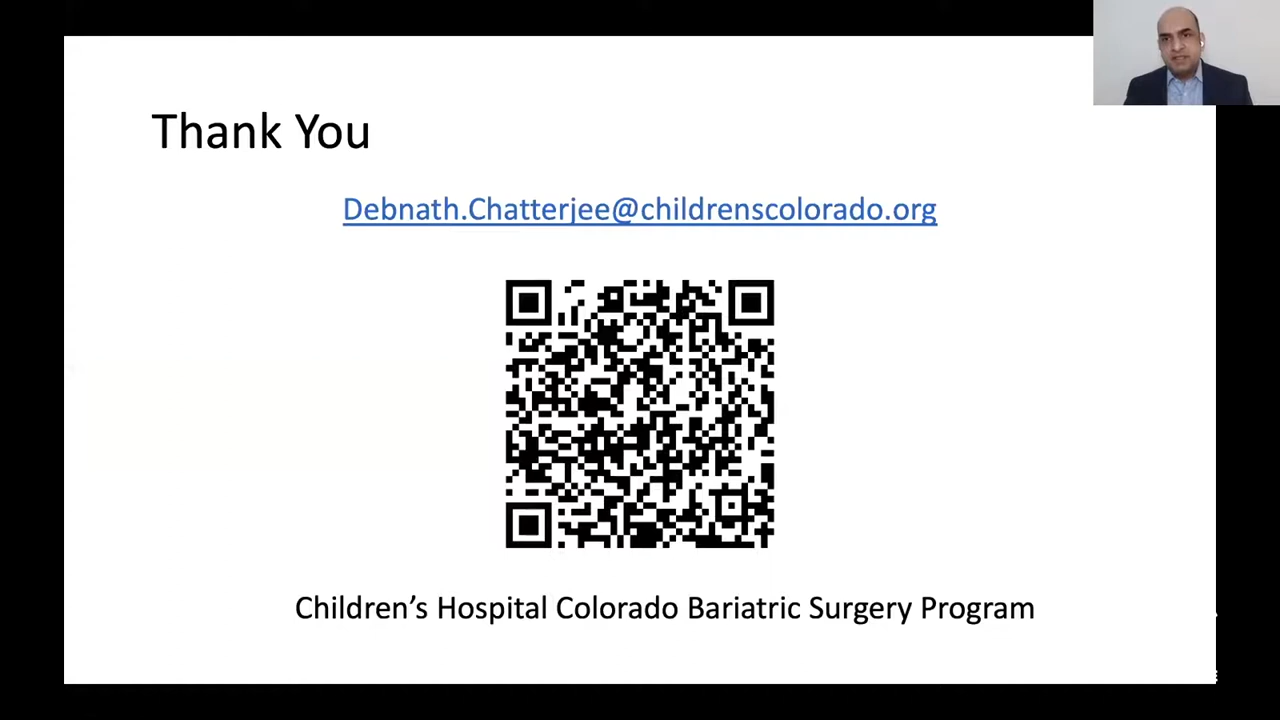 Thank You
Debnath.Chatterjee@childrenscolorado.org
Children’s Hospital Colorado Bariatric Surgery Program